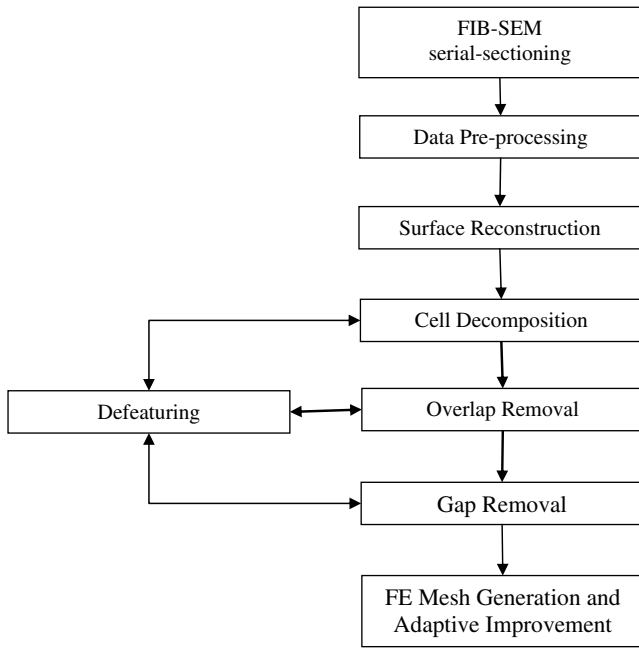 FIB-SEM
serial-sectioning
Data Pre-processing
Surface Reconstruction
Cell Decomposition
Defeaturing
Overlap Removal
Gap Removal
FE Mesh Generation and
Adaptive Improvement